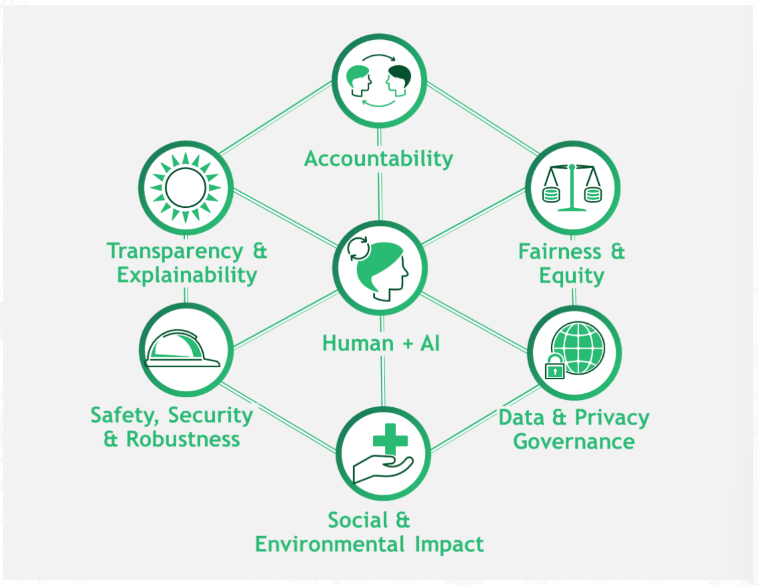 Accountability
Transparency &
Explainability
Fairness &
Equity
Human + AI
Safety, Security
& Robustness
Data & Privacy
Governance
Social &
Environmental Impact